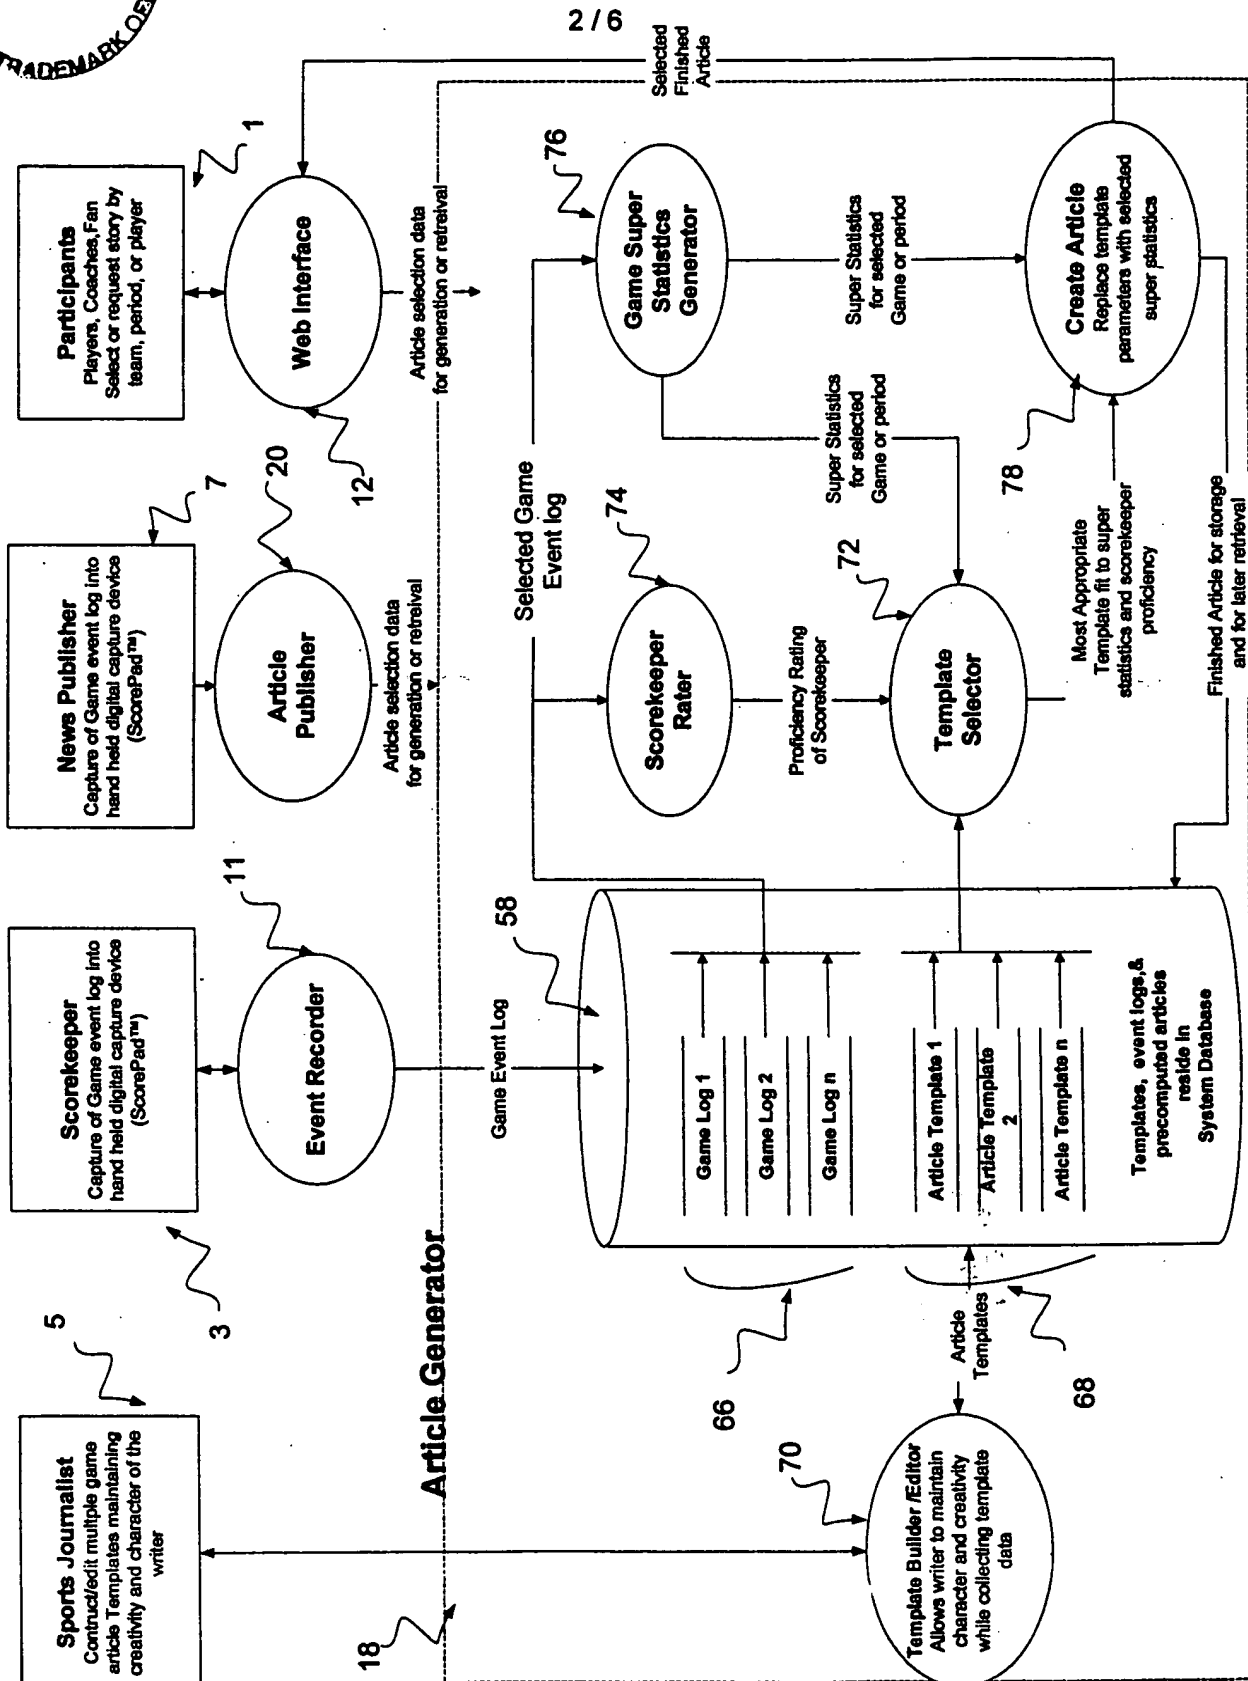 2 / 6
TRADEMARK OF
Sports Journalist
Contruct/edit multple game
article Templates maintaining
creativity and character of the
writer
5
Scorekeeper
Capture of Game event log into
hand held digital capture device
(ScorePad™)
3
News Publisher
Capture of Game event log into
hand held digital capture device
(ScorePad™)
7
Participants
Players, Coaches,Fan
Select or request story by
team, period, or player
1
Event Recorder
11
Article
Publisher
20
Web Interface
12
Selected
Finished
Article
Article Generator
18
Game Event Log
Article selection data
for generation or retreival
Article selection data
for generation or retreival
58
Selected Game
Event log
Scorekeeper
Rater
74
Game Super
Statistics
Generator
76
Game Log 1
Game Log 2
Game Log n
66
Proficiency Rating
of Scorekeeper
Super Statistics
for selected
Game or period
Super Statistics
for selected
Game or period
Template Builder /Editor
Allows writer to maintain
character and creativity
while collecting template
data
70
Article
Templates
68
Article Template 1
Article Template
2
Article Template n
Template
Selector
72
Most Appropriate
Template fit to super
statistics and scorekeeper
proficiency
Create Article
Replace template
parameters with selected
super statistics
78
Templates, event logs,&
precomputed articles
reside in
System Database
Finished Article for storage
and for later retrieval